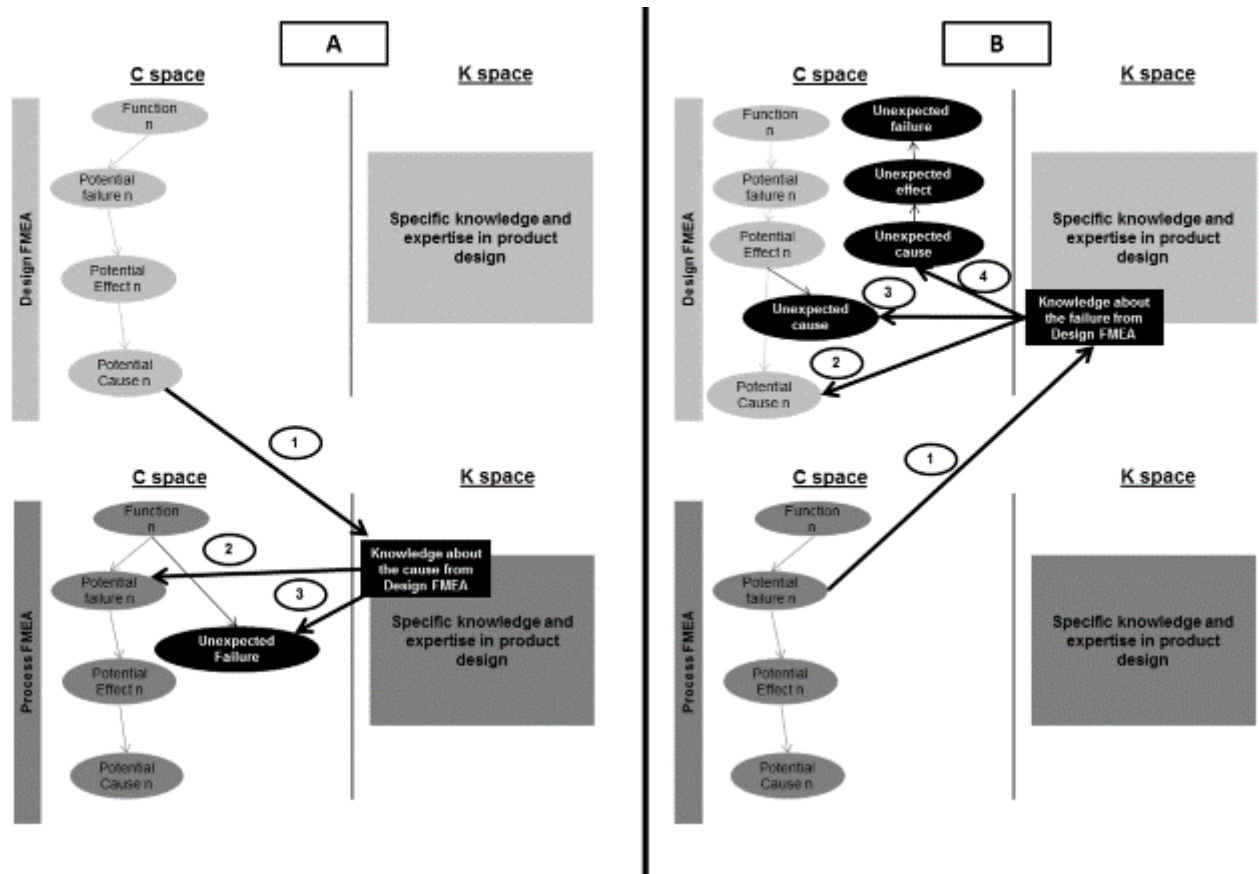 A
C space
K space
Design FMEA
Function
n
Potential
failure n
Potential
Effect n
Potential
Cause n
Specific knowledge and
expertise in product
design
1
C space
K space
Process FMEA
Function
n
2
Potential
failure n
3
Unexpected
Failure
Potential
Effect n
Potential
Cause n
Knowledge about
the cause from
Design FMEA
Specific knowledge and
expertise in product
design
B
C space
K space
Design FMEA
Function
n
Potential
failure n
Potential
Effect n
Unexpected
failure
Unexpected
effect
Unexpected
cause
4
3
Unexpected
cause
2
Potential
Cause n
Specific knowledge and
expertise in product
design
Knowledge about
the failure from
Design FMEA
1
C space
K space
Process FMEA
Function
n
Potential
failure n
Potential
Effect n
Potential
Cause n
Specific knowledge and
expertise in product
design